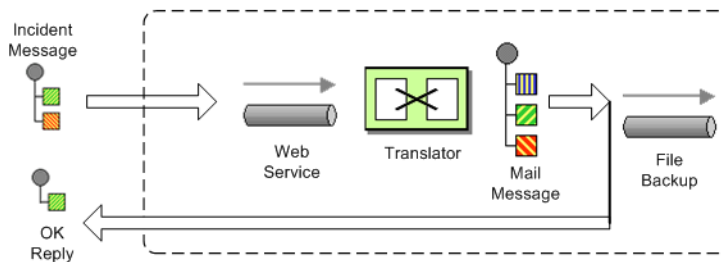 Incident
Message
Web
Service
Translator
Mail
Message
File
Backup
OK
Reply